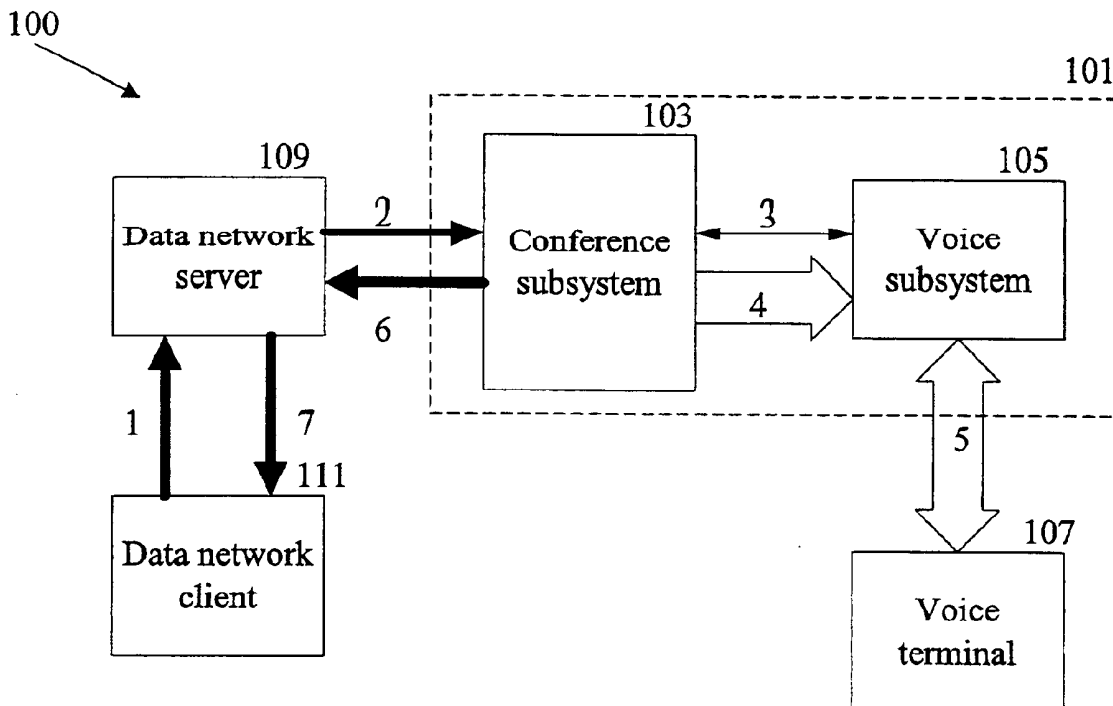 100
101
103
109
105
Data network
server
2
Conference
subsystem
3
Voice
subsystem
4
6
1
7
5
111
Data network
client
107
Voice
terminal